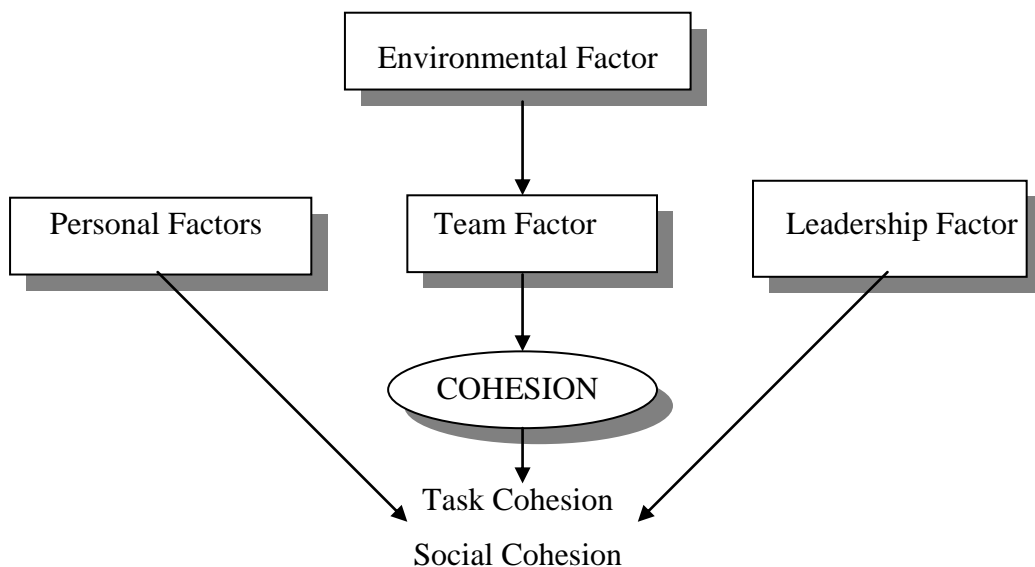 Environmental Factor
Personal Factors
Team Factor
Leadership Factor
COHESION
Task Cohesion
Social Cohesion